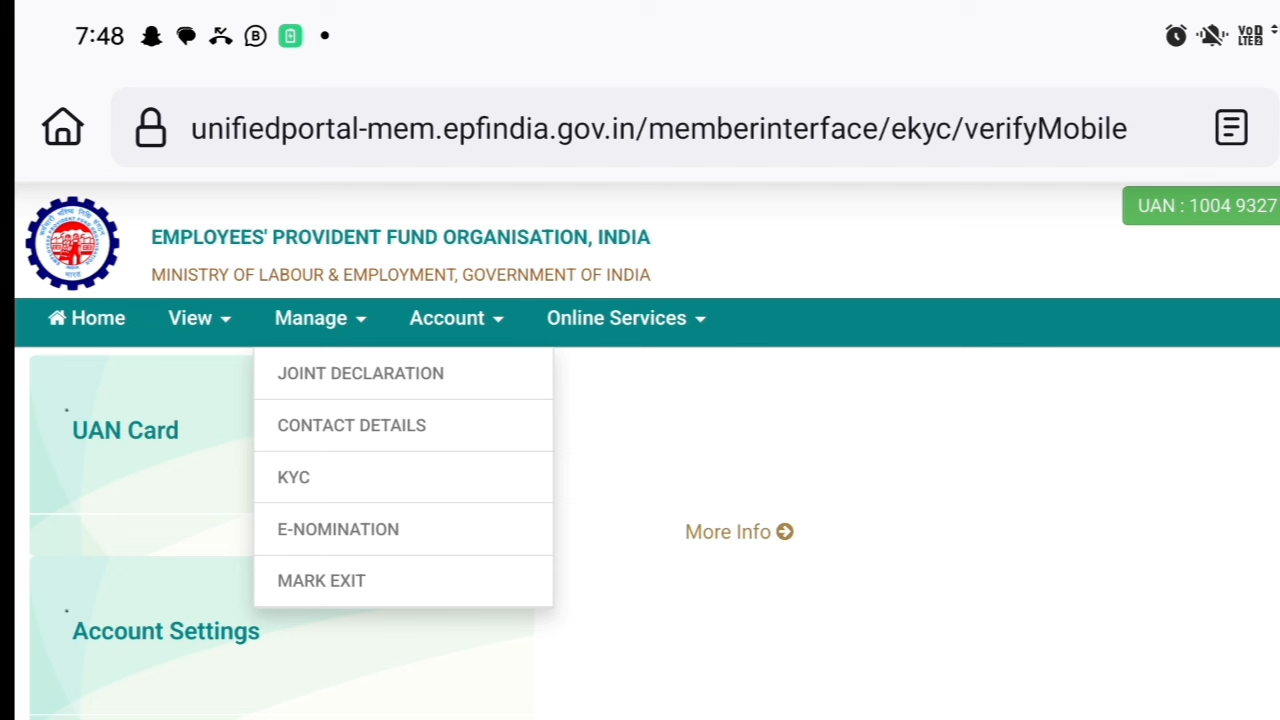 7:48
VoD
LTE2
unifiedportal-mem.epfindia.gov.in/memberinterface/ekyc/verifyMobile
UAN : 1004 9327
EMPLOYEES' PROVIDENT FUND ORGANISATION, INDIA
MINISTRY OF LABOUR & EMPLOYMENT, GOVERNMENT OF INDIA
Home View Manage Account Online Services
JOINT DECLARATION
CONTACT DETAILS
KYC
E-NOMINATION
MARK EXIT
UAN Card
More Info
Account Settings